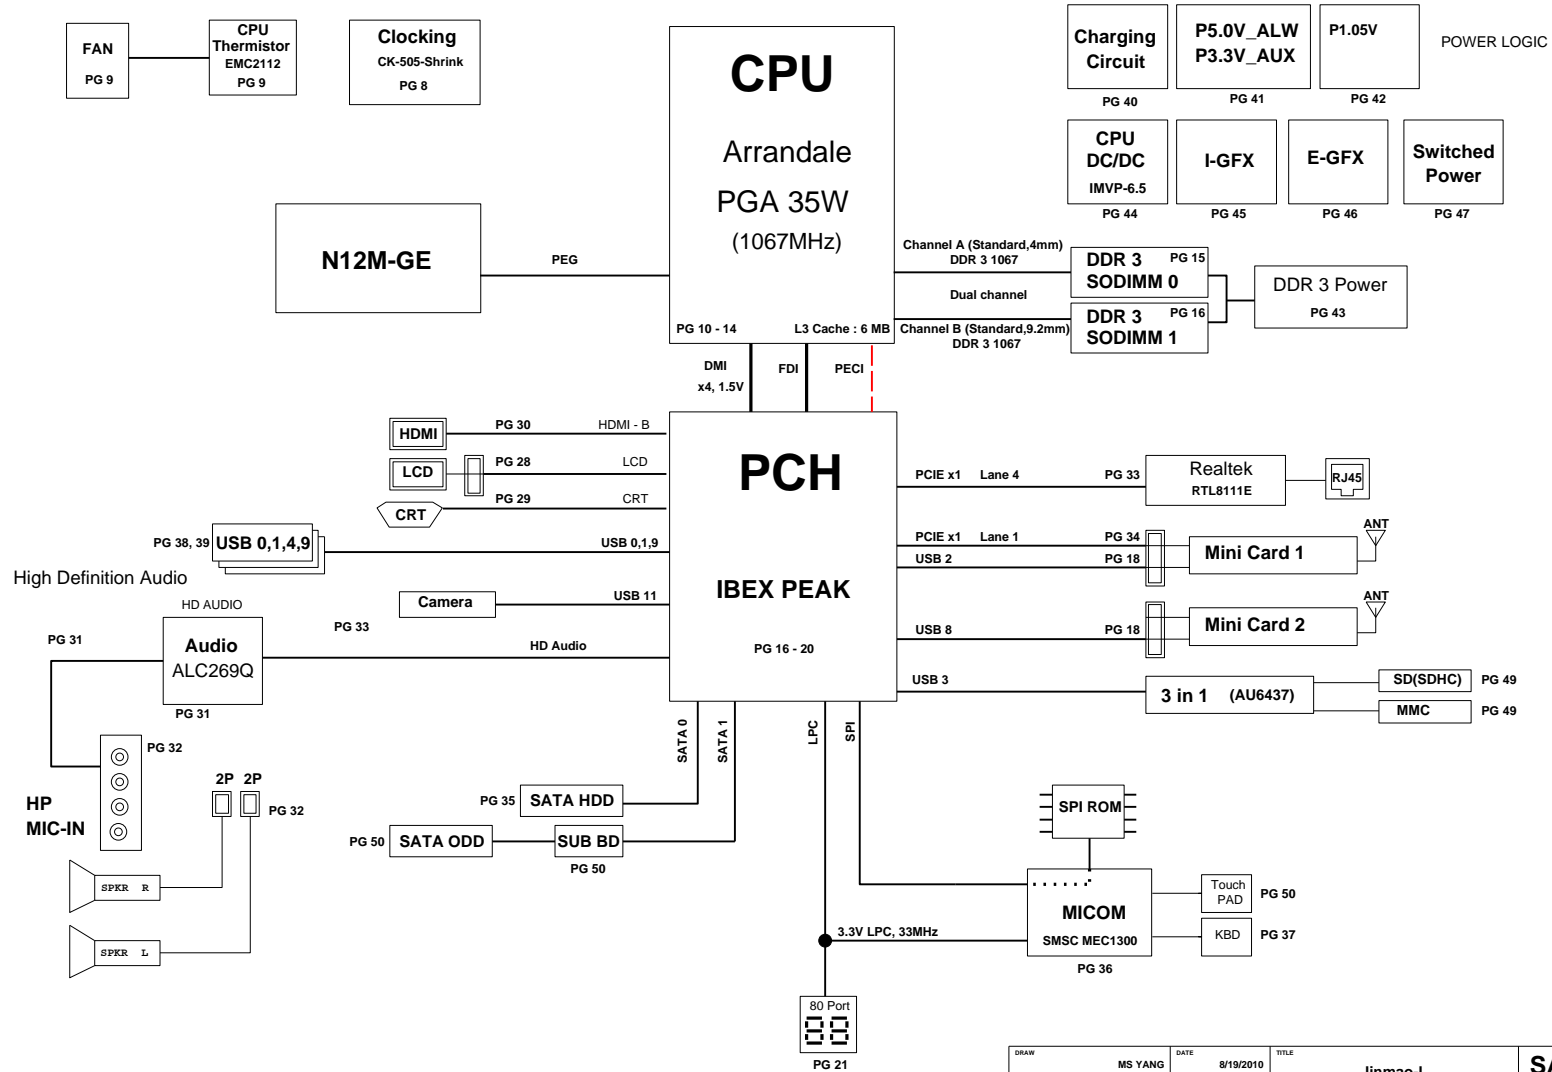 FAN
PG 9
CPU
Thermistor
EMC2112
PG 9
Clocking
CK-505-Shrink
PG 8
CPU
Arrandale
PGA 35W
(1067MHz)
PG 10 - 14
L3 Cache : 6 MB
Charging
Circuit
PG 40
P5.0V_ALW
P3.3V_AUX
PG 41
P1.05V
PG 42
POWER LOGIC
CPU
DC/DC
IMVP-6.5
PG 44
I-GFX
PG 45
E-GFX
PG 46
Switched
Power
PG 47
N12M-GE
PEG
Channel A (Standard,4mm)
DDR 3 1067
Dual channel
Channel B (Standard,9.2mm)
DDR 3 1067
DDR 3 PG 15
SODIMM 0
DDR 3 PG 16
SODIMM 1
DDR 3 Power
PG 43
DMI
x4, 1.5V
FDI
PECI
HDMI
PG 30
HDMI - B
LCD
PG 28
LCD
CRT
PG 29
CRT
PG 38, 39
USB 0,1,4,9
USB 0,1,9
High Definition Audio
Camera
USB 11
HD AUDIO
PG 31
PG 33
Audio
ALC269Q
PG 31
HD Audio
PCH
IBEX PEAK
PG 16 - 20
PCIE x1 Lane 4
PG 33
Realtek
RTL8111E
RJ45
PCIE x1 Lane 1
PG 34
USB 2
PG 18
Mini Card 1
ANT
USB 8
PG 18
Mini Card 2
ANT
USB 3
3 in 1 (AU6437)
SD(SDHC)
PG 49
MMC
PG 49
SATA 0
SATA 1
LPC
SPI
PG 32
HP
MIC-IN
2P 2P
PG 32
SPKR R
SPKR L
PG 35
SATA HDD
PG 50
SATA ODD
SUB BD
PG 50
SPI ROM
MICOM
SMSC MEC1300
PG 36
Touch
PAD
PG 50
KBD
PG 37
3.3V LPC, 33MHz
80 Port
88
PG 21
DRAW
MS YANG
DATE
8/19/2010
TITLE